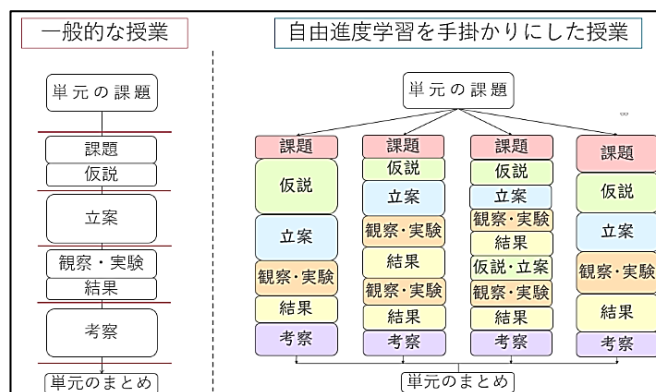 一般的な授業
単元の課題
課題
仮説
立案
観察・実験
結果
考察
単元のまとめ
自由進度学習を手掛かりにした授業
単元の課題
課題
仮説
立案
観察・実験
結果
考察
課題
仮説
立案
観察・実験
結果
観察・実験
結果
考察
課題
仮説
立案
観察・実験
結果
仮説・立案
観察・実験
結果
考察
課題
仮説
立案
観察・実験
結果
考察
単元のまとめ